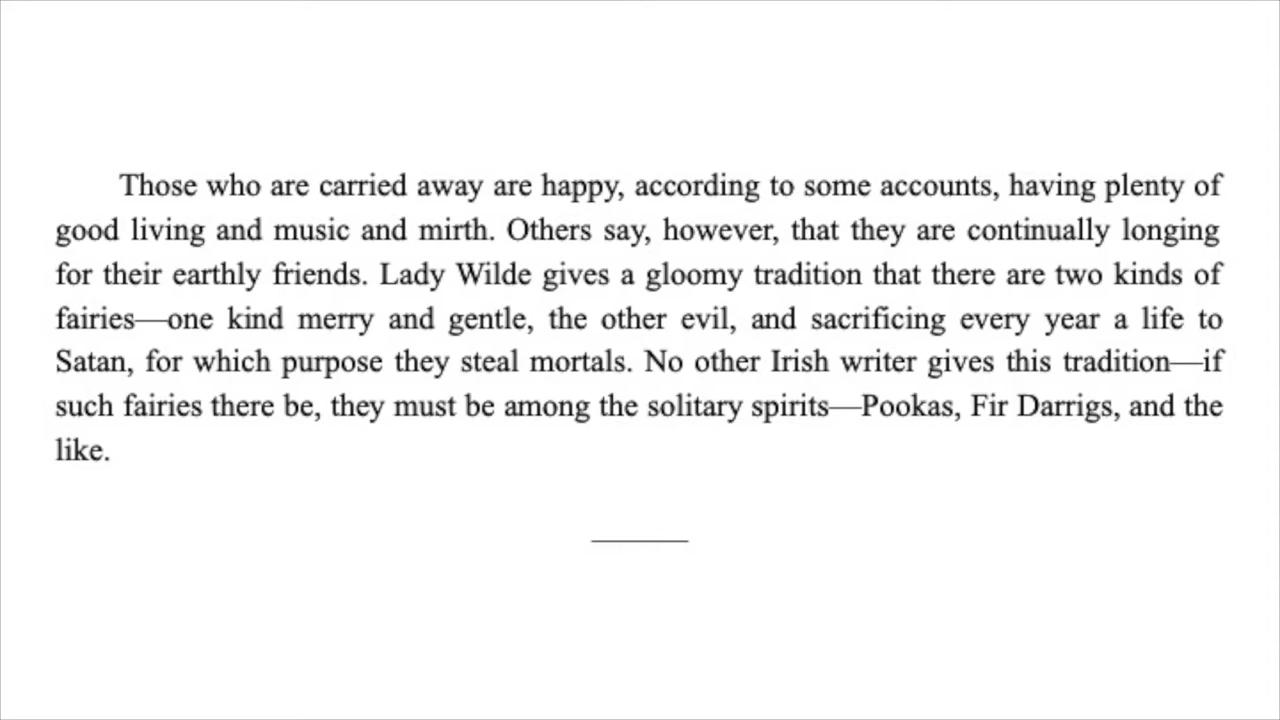 Those who are carried away are happy, according to some accounts, having plenty of
good living and music and mirth. Others say, however, that they are continually longing
for their earthly friends. Lady Wilde gives a gloomy tradition that there are two kinds of
fairies—one kind merry and gentle, the other evil, and sacrificing every year a life to
Satan, for which purpose they steal mortals. No other Irish writer gives this tradition—if
such fairies there be, they must be among the solitary spirits—Pookas, Fir Darrigs, and the
like.